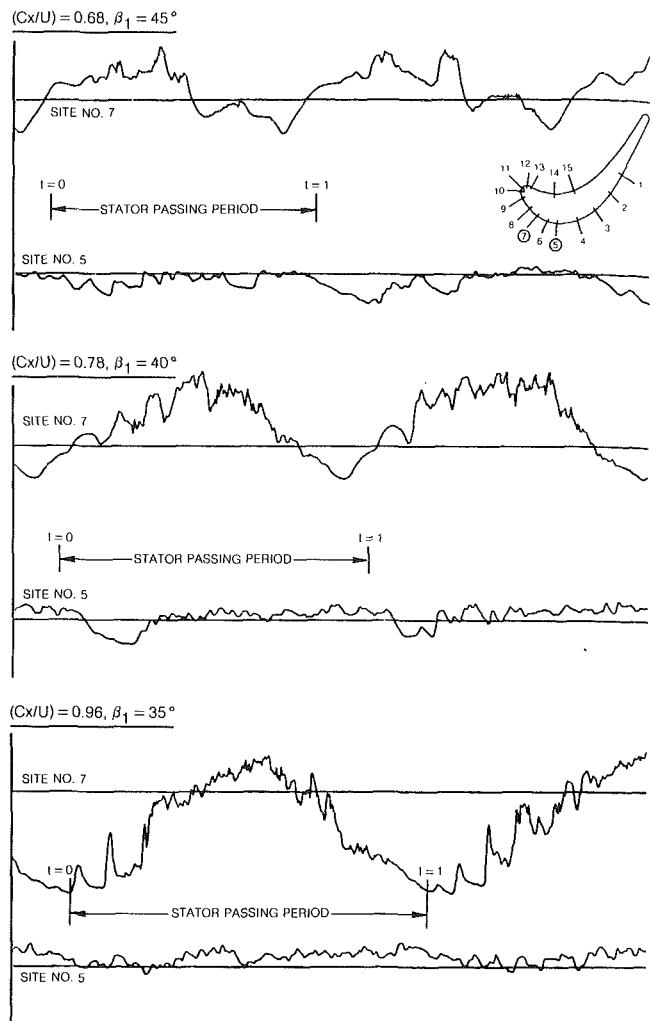 (Cx/U) = 0.68, β1 = 45°
SITE NO. 7
t = 0
t = 1
STATOR PASSING PERIOD
SITE NO. 5
11
12
13
14
15
10
9
8
7
6
5
4
3
2
1
(Cx/U) = 0.78, β1 = 40°
SITE NO. 7
t = 0
t = 1
STATOR PASSING PERIOD
SITE NO. 5
(Cx/U) = 0.96, β1 = 35°
SITE NO. 7
t = 0
t = 1
STATOR PASSING PERIOD
SITE NO. 5